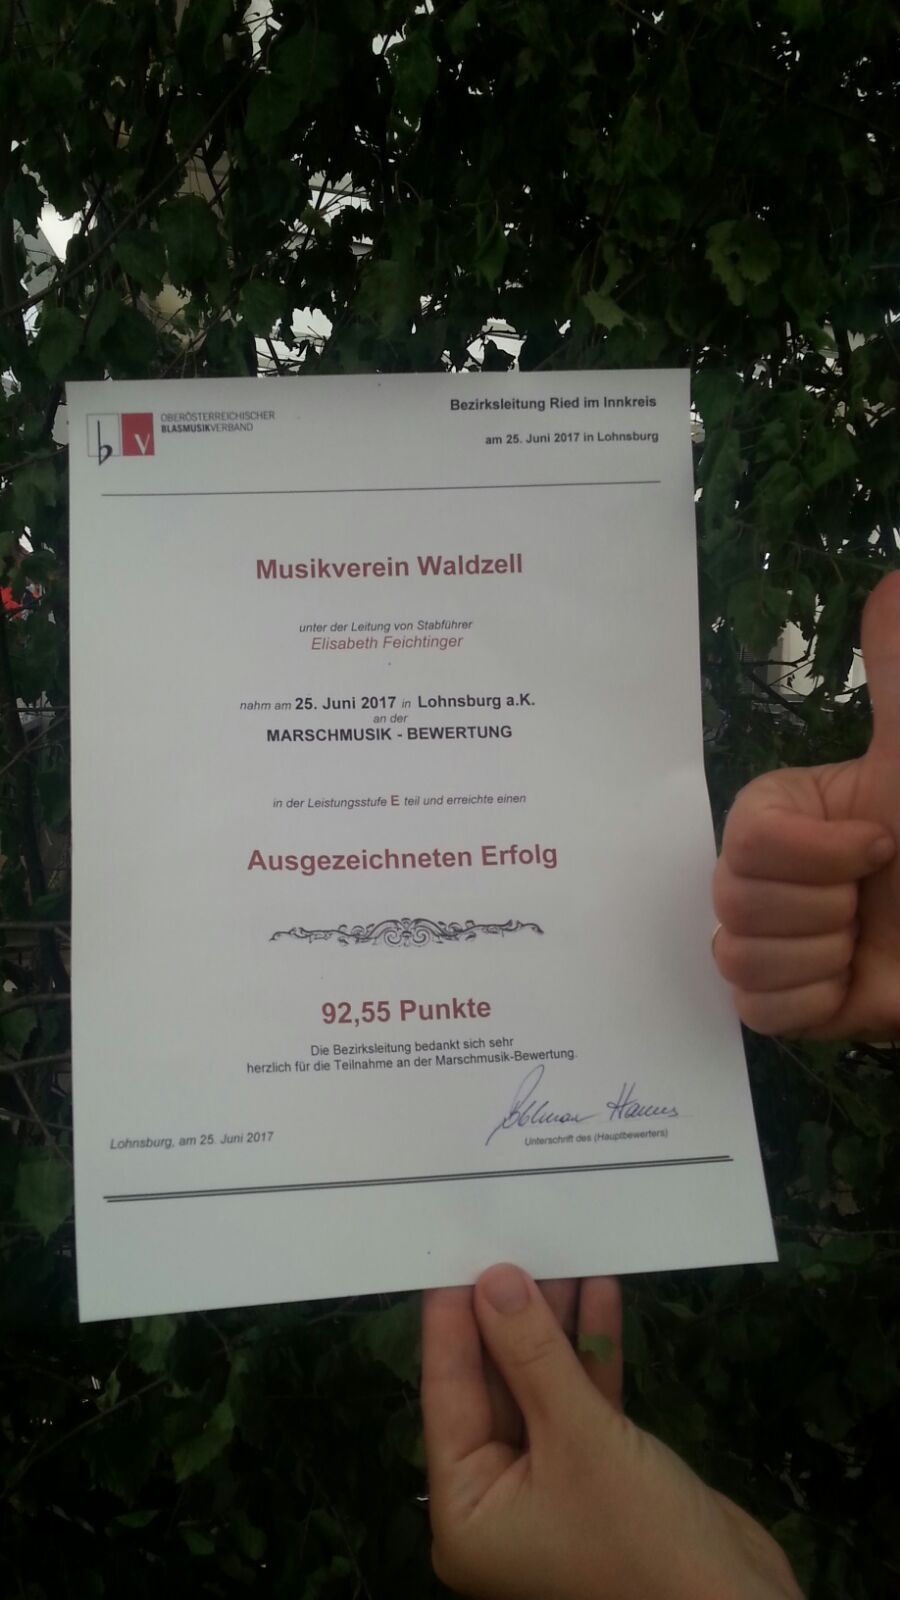 b v
OBERÖSTERREICHISCHER
BLASMUSIKVERBAND
Bezirksleitung Ried im Innkreis
am 25. Juni 2017 in Lohnsburg
Musikverein Waldzell
unter der Leitung von Stabführer
Elisabeth Feichtinger
nahm am 25. Juni 2017 in Lohnsburg a.K.
an der
MARSCHMUSIK - BEWERTUNG
in der Leistungsstufe E teil und erreichte einen
Ausgezeichneten Erfolg
92,55 Punkte
Die Bezirksleitung bedankt sich sehr
herzlich für die Teilnahme an der Marschmusik-Bewertung.
Lohnsburg, am 25. Juni 2017
Unterschrift des (Hauptbewerters)